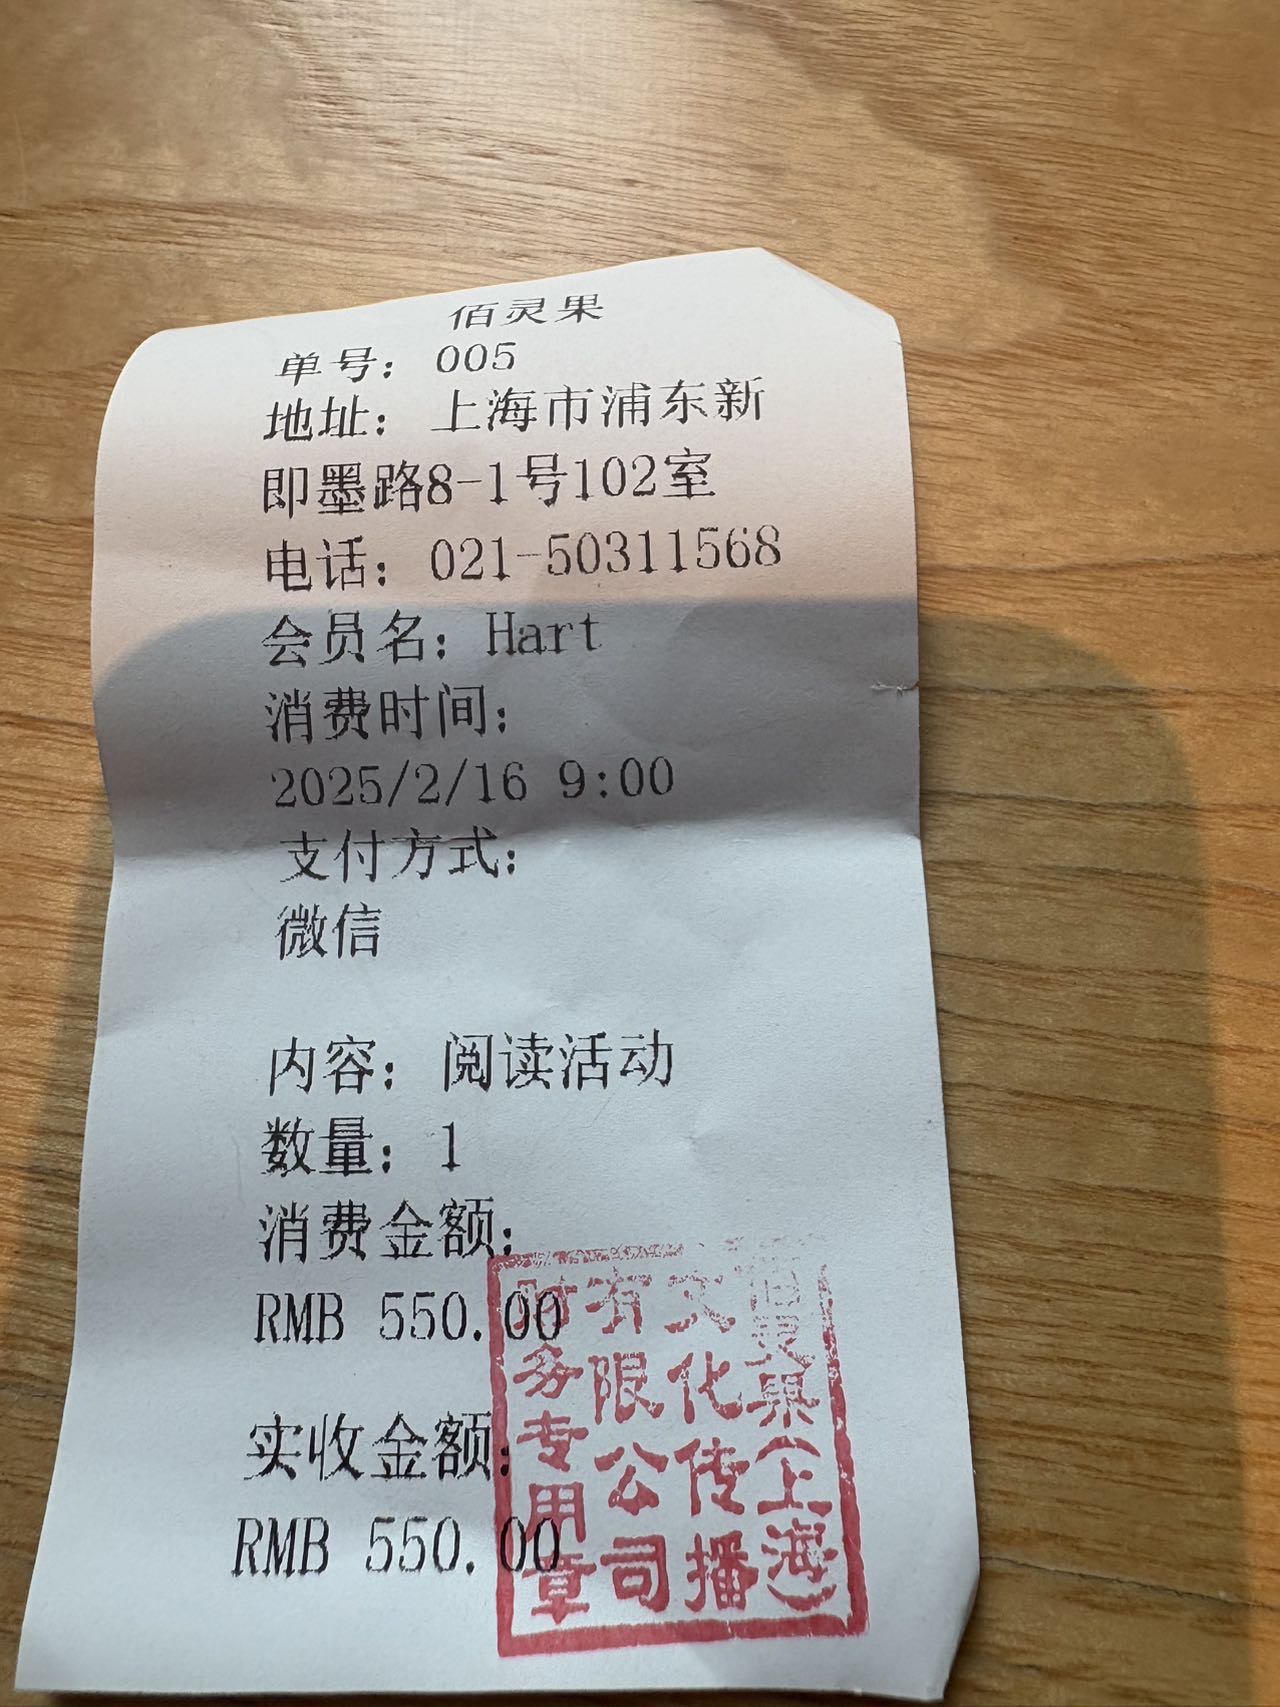 佰灵果
单号：005
地址：上海市浦东新
即墨路8-1号102室
电话：021-50311568
会员名：Hart
消费时间：
2025/2/16 9:00
支付方式：
微信
内容：阅读活动
数量：1
消费金额：
RMB 550.00
实收金额：
RMB 550.00
佰灵果(上海)
文化传播
有限公司
财务专用章